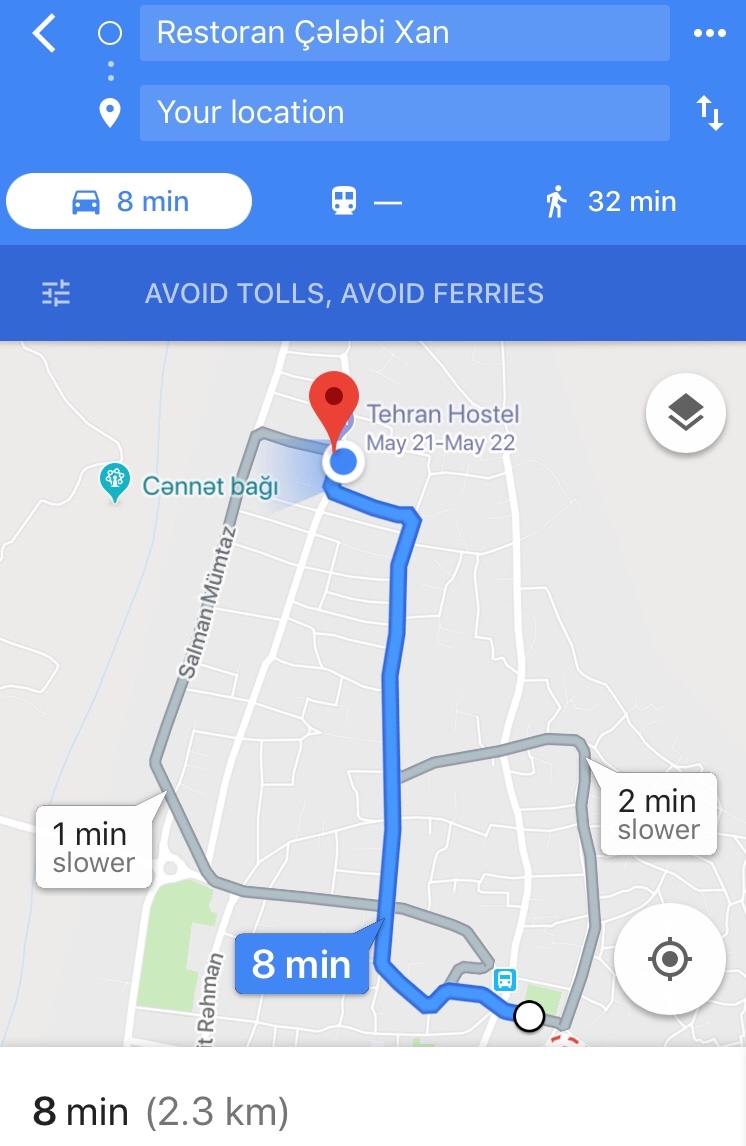 Restoran Çələbi Xan
Your location
8 min
—
32 min
AVOID TOLLS, AVOID FERRIES
Tehran Hostel
May 21-May 22
Cənnət bağı
Salman Mümtaz
2 min
slower
1 min
slower
8 min
it Rəhman
8 min (2.3 km)